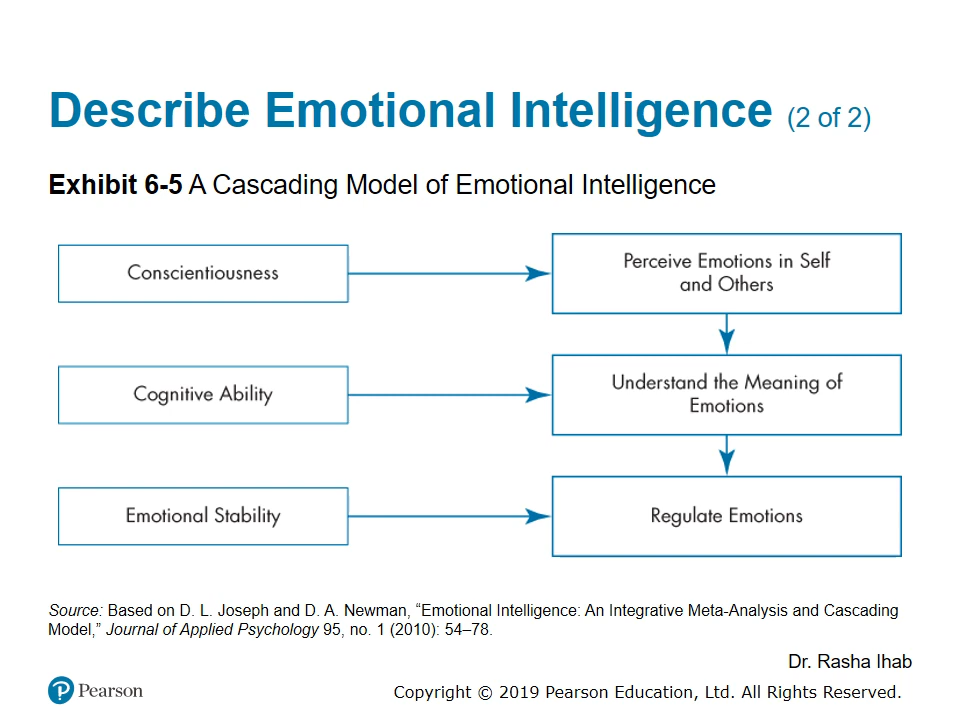 Describe Emotional Intelligence (2 of 2)
Exhibit 6-5 A Cascading Model of Emotional Intelligence
Conscientiousness
Perceive Emotions in Self
and Others
Cognitive Ability
Understand the Meaning of
Emotions
Emotional Stability
Regulate Emotions
Source: Based on D. L. Joseph and D. A. Newman, “Emotional Intelligence: An Integrative Meta-Analysis and Cascading
Model,” Journal of Applied Psychology 95, no. 1 (2010): 54–78.
Dr. Rasha Ihab
P Pearson
Copyright © 2019 Pearson Education, Ltd. All Rights Reserved.